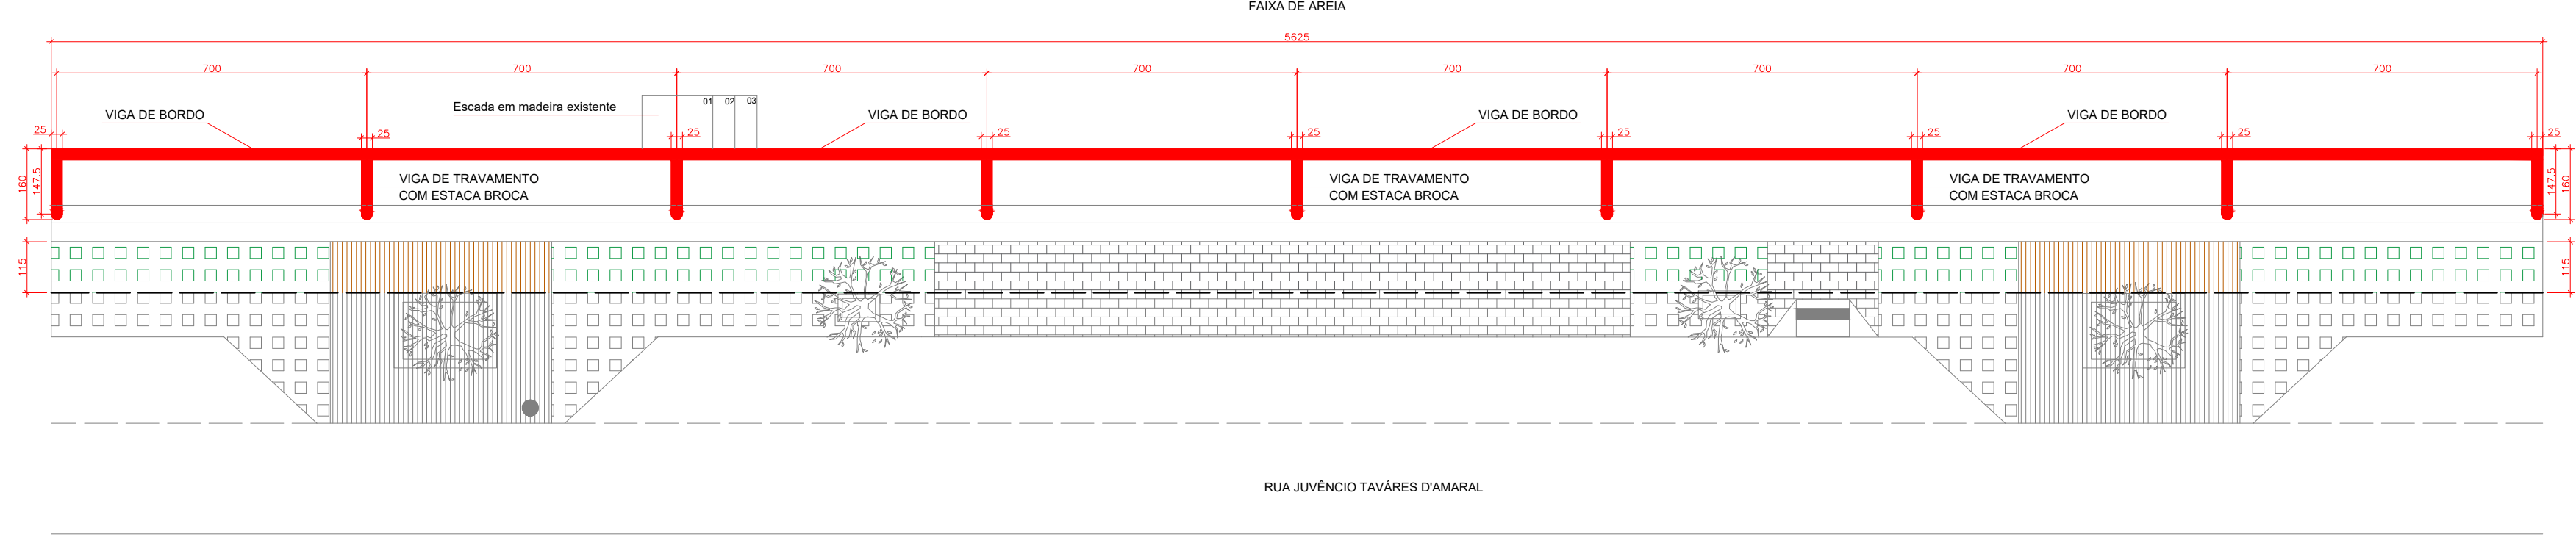 FAIXA DE AREIA
5625
700 700 700 700 700 700 700 700
Escada em madeira existente
01 02 03
VIGA DE BORDO VIGA DE BORDO VIGA DE BORDO VIGA DE BORDO
25 25 25 25 25 25 25 25 25
160 147.5 147.5 160
VIGA DE TRAVAMENTO
COM ESTACA BROCA
VIGA DE TRAVAMENTO
COM ESTACA BROCA
VIGA DE TRAVAMENTO
COM ESTACA BROCA
115 115
RUA JUVÊNCIO TAVÁRES D'AMARAL